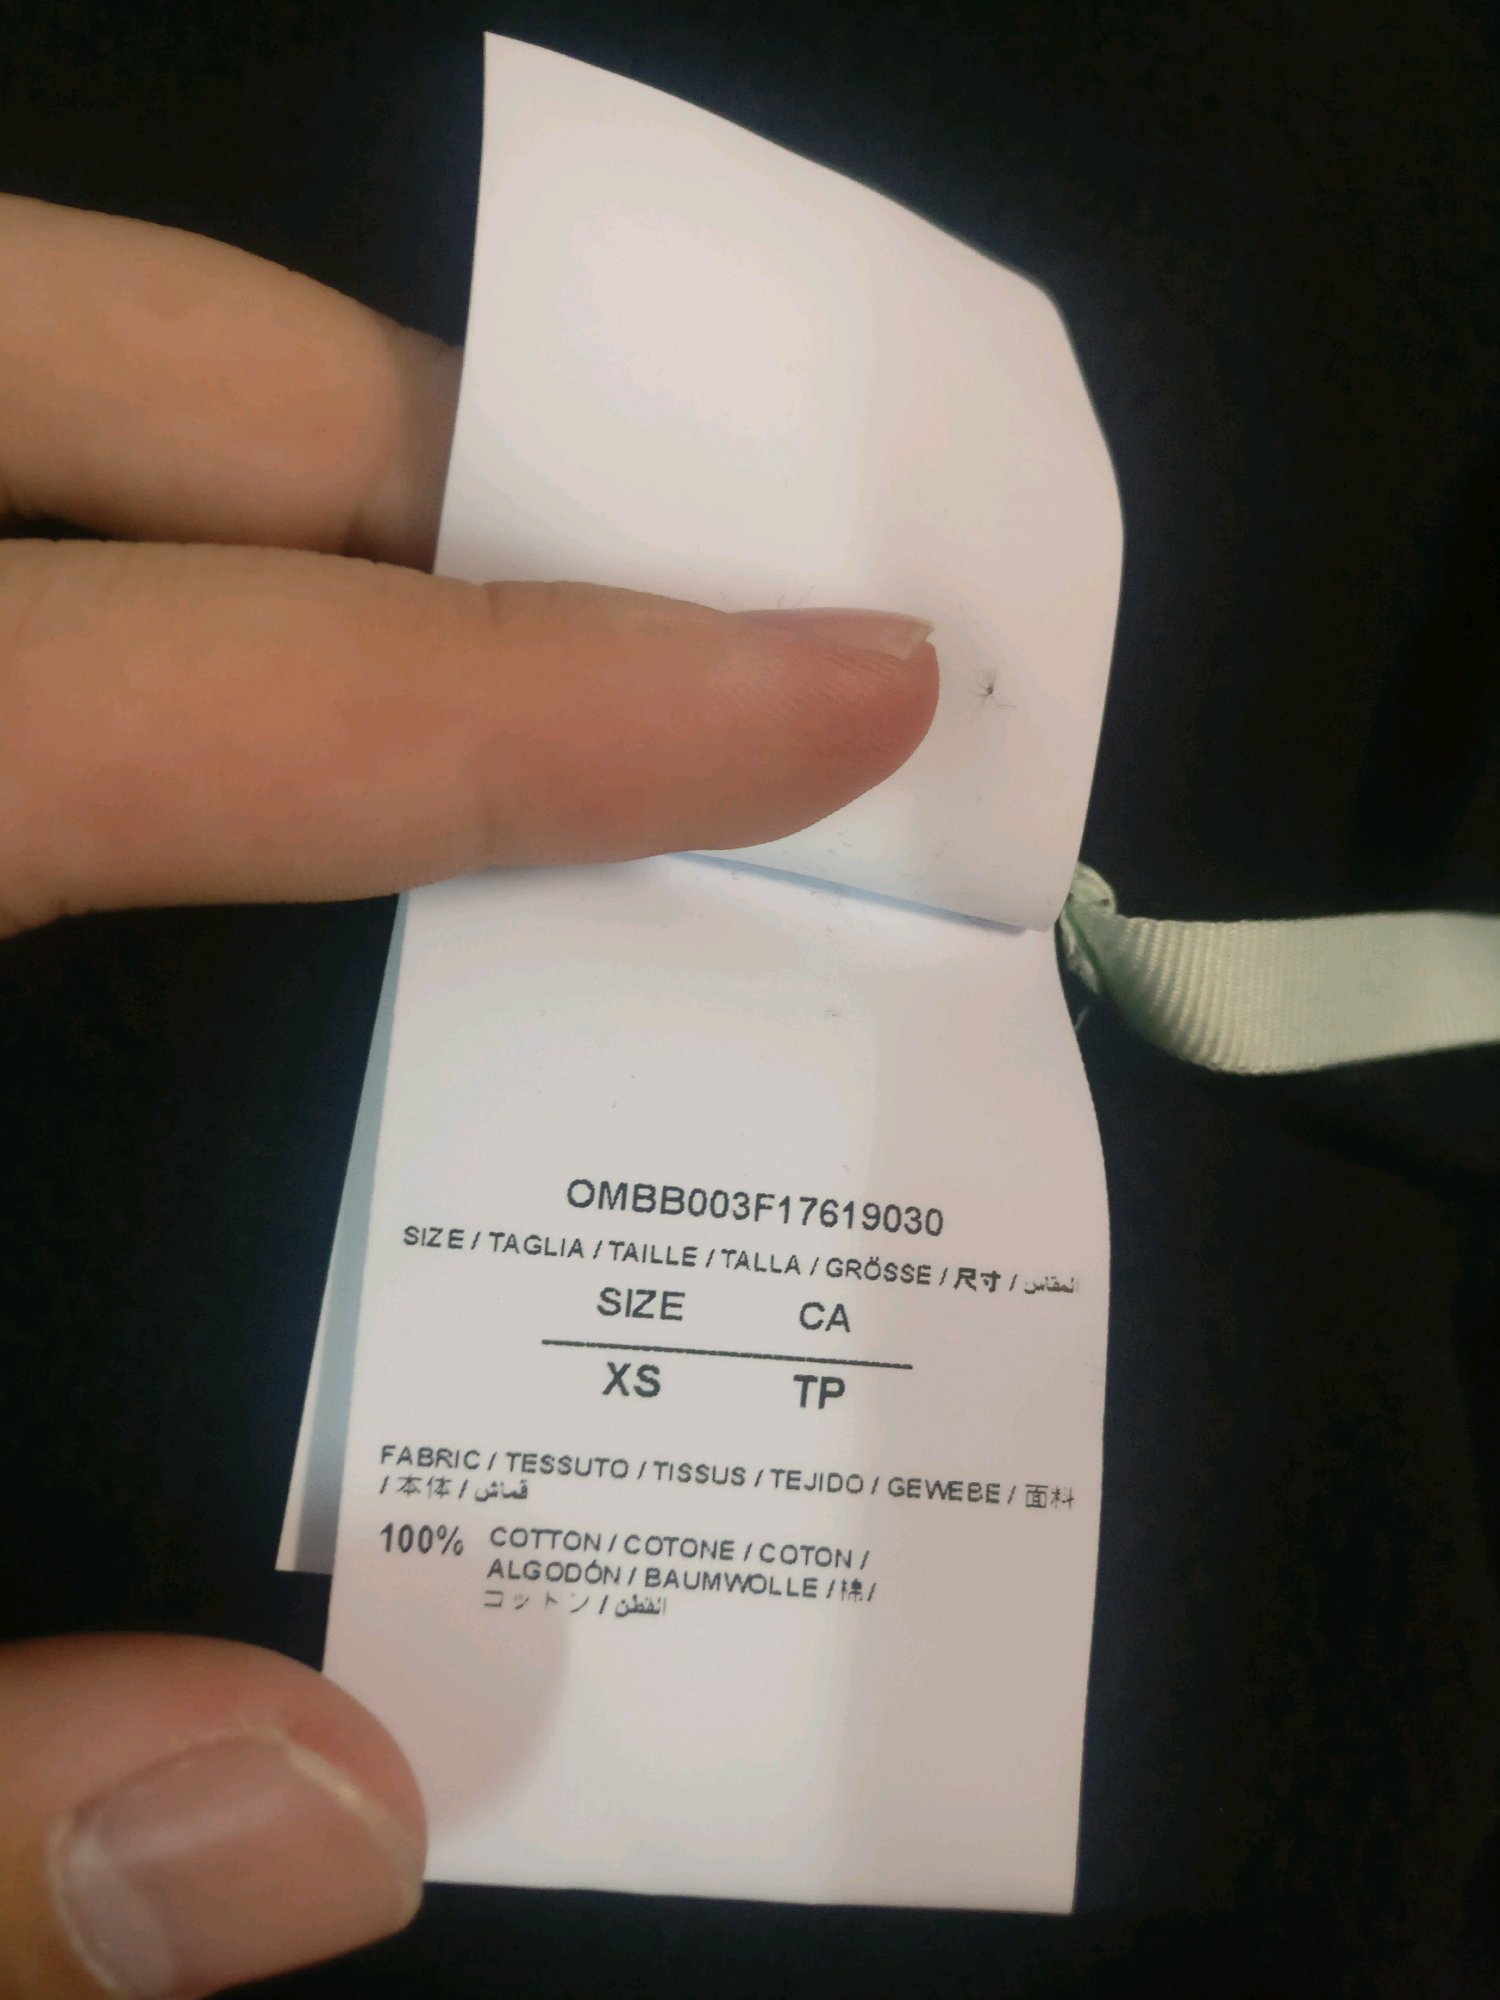 OMBB003F17619030
SIZE / TAGLIA / TAILLE / TALLA / GRÖSSE / 尺寸 / المقاس
SIZE CA
XS TP
FABRIC / TESSUTO / TISSUS / TEJIDO / GEWEBE / 面料
/ 本体 / قماش
100% COTTON / COTONE / COTON /
ALGODÓN / BAUMWOLLE / 棉 /
コットン / القطن